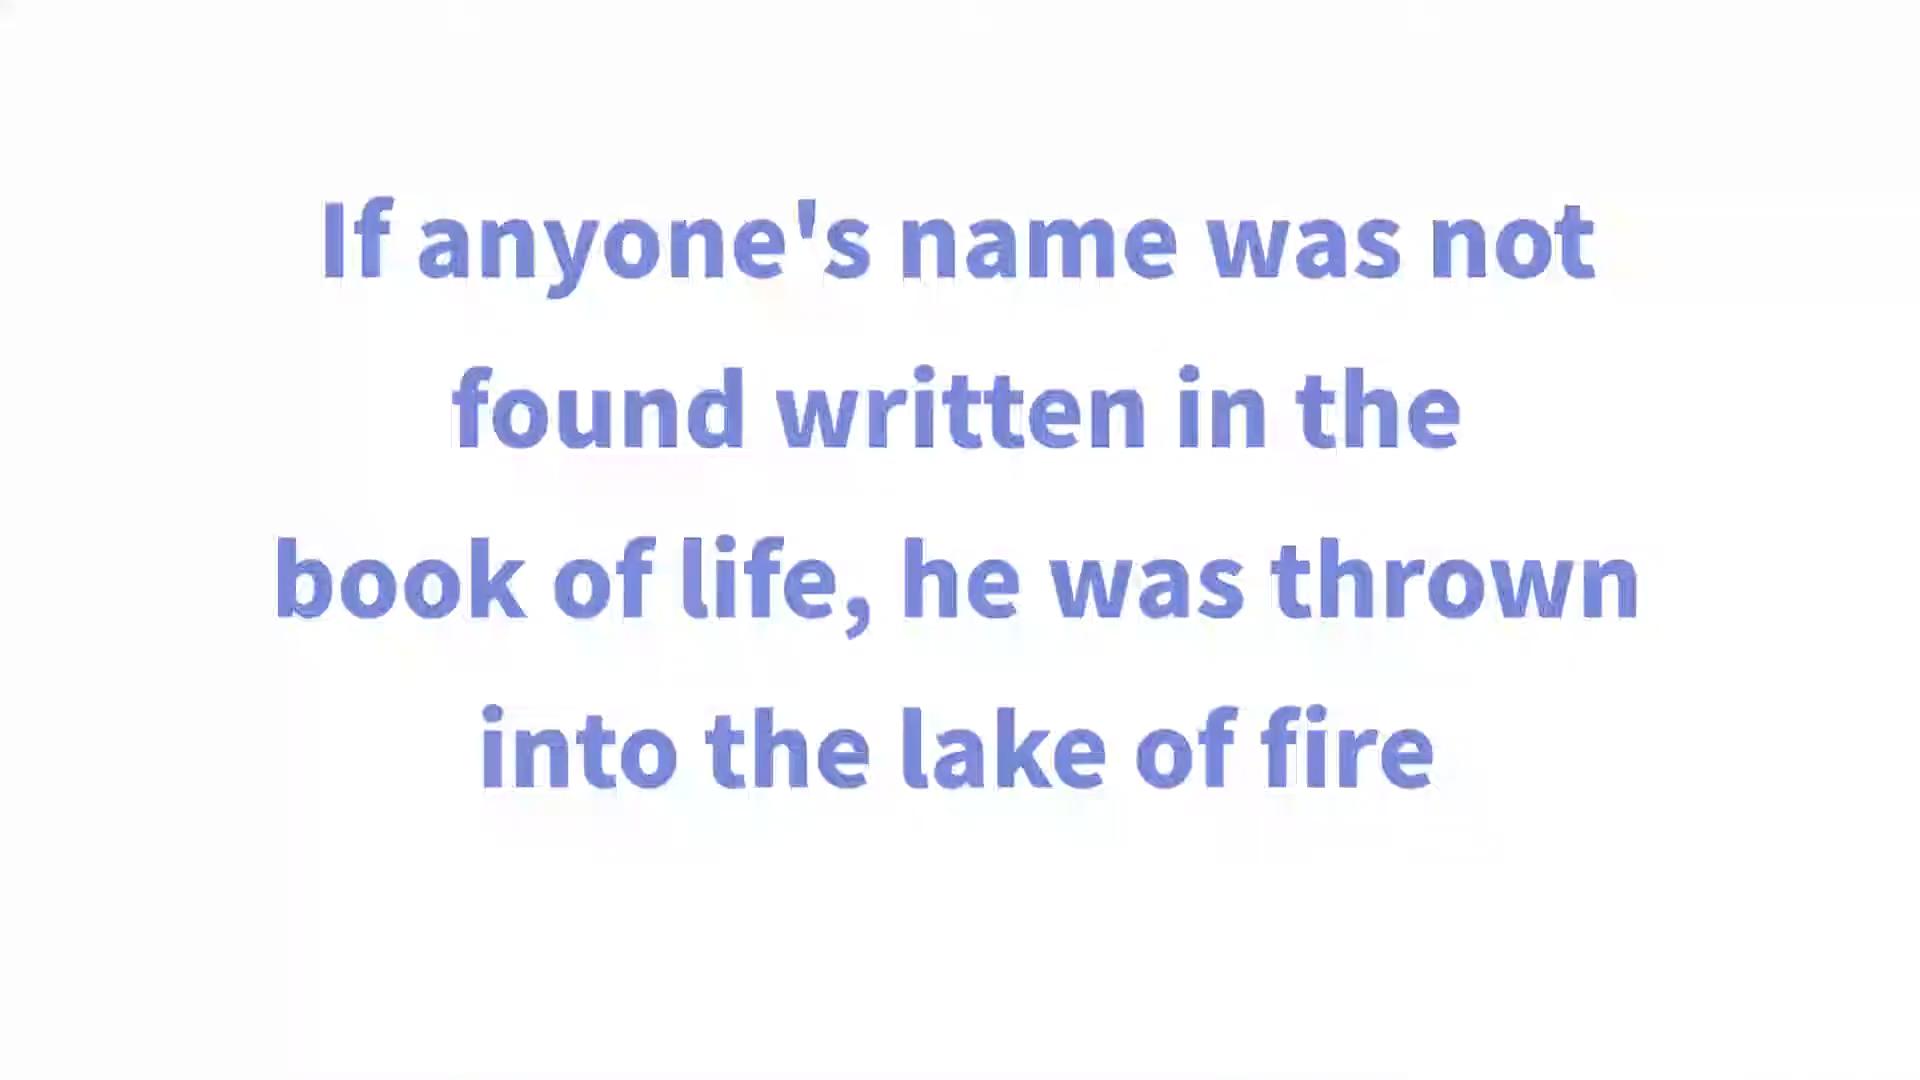 If anyone's name was not
found written in the
book of life, he was thrown
into the lake of fire